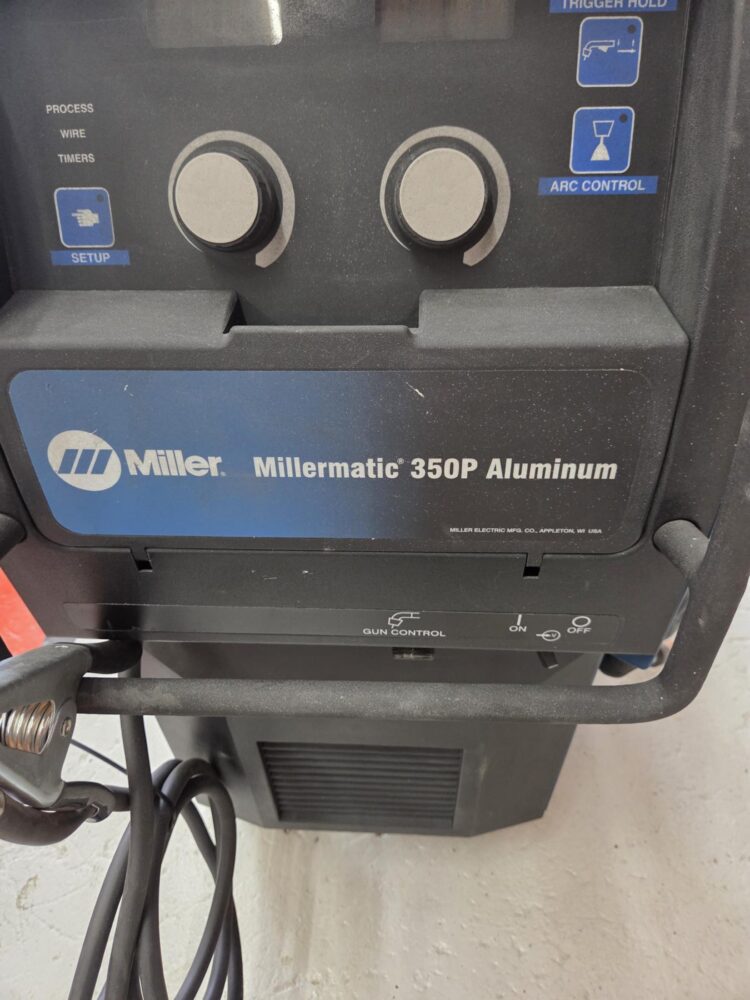 TRIGGER HOLD
PROCESS
WIRE
TIMERS
SETUP
ARC CONTROL
Miller® Millermatic® 350P Aluminum
MILLER ELECTRIC MFG. CO., APPLETON, WI USA
GUN CONTROL
ON
V
OFF